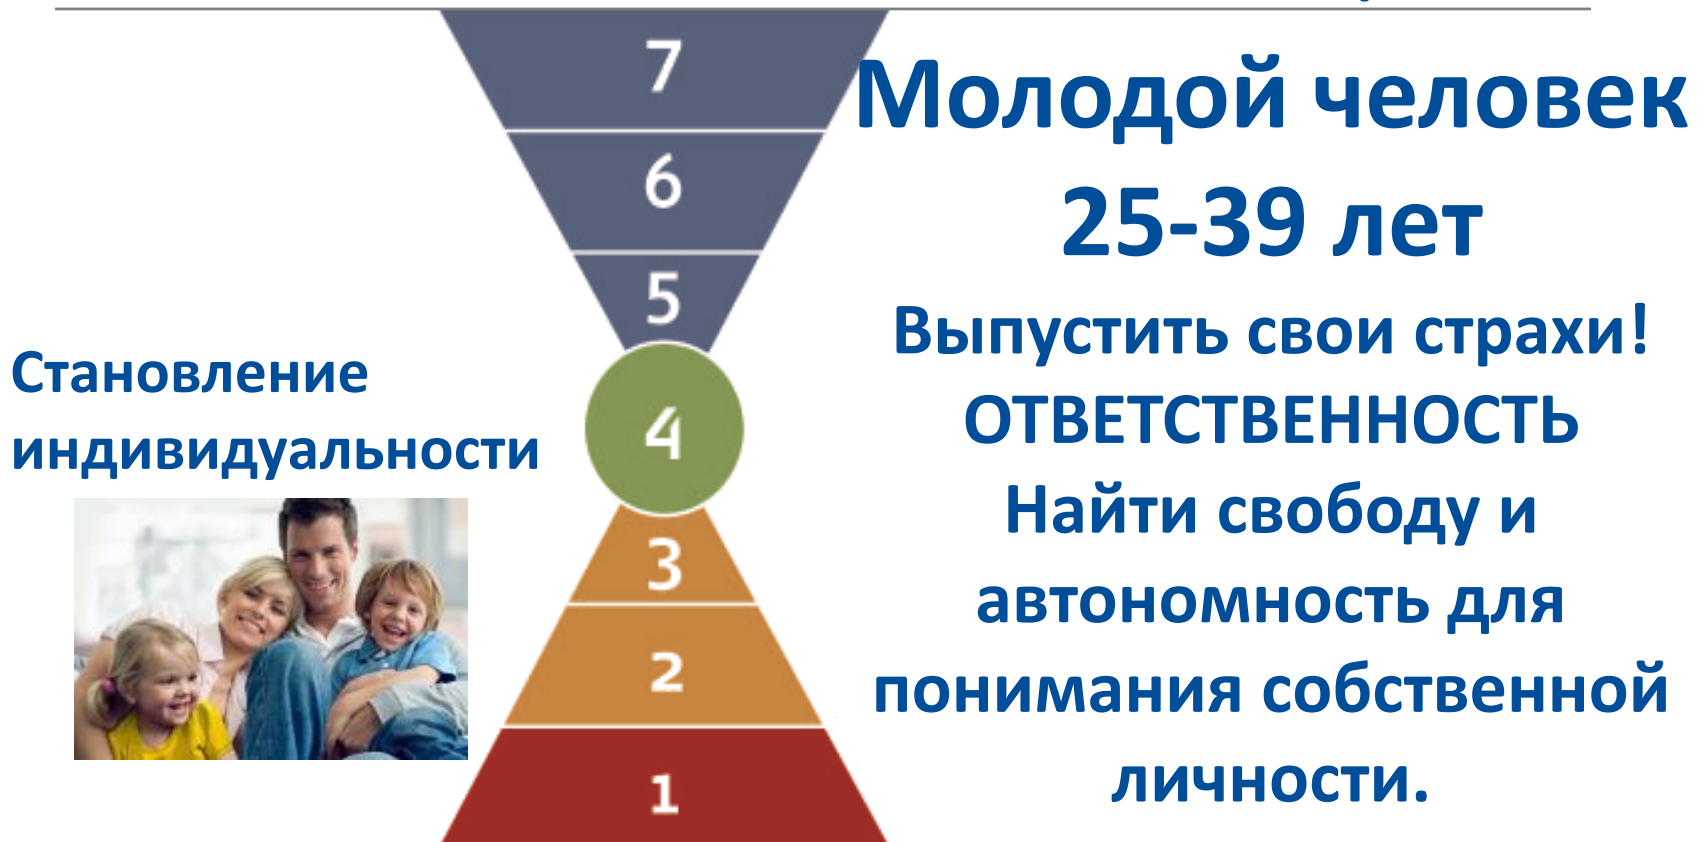 7
6
5
4
3
2
1
Становление
индивидуальности
Молодой человек
25-39 лет
Выпустить свои страхи!
ОТВЕТСТВЕННОСТЬ
Найти свободу и
автономность для
понимания собственной
личности.